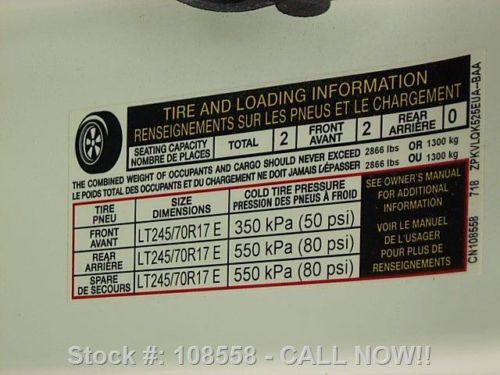 TIRE AND LOADING INFORMATION
RENSEIGNEMENTS SUR LES PNEUS ET LE CHARGEMENT
SEATING CAPACITY
NOMBRE DE PLACES
TOTAL 2
FRONT
AVANT
2
REAR
ARRIÈRE
0
THE COMBINED WEIGHT OF OCCUPANTS AND CARGO SHOULD NEVER EXCEED 2866 lbs OR 1300 kg
LE POIDS TOTAL DES OCCUPANTS ET DU CHARGEMENT NE DOIT JAMAIS DÉPASSER 2866 lbs OU 1300 kg
TIRE
PNEU
SIZE
DIMENSIONS
COLD TIRE PRESSURE
PRESSION DES PNEUS À FROID
FRONT
AVANT
LT245/70R17 E
350 kPa (50 psi)
REAR
ARRIÈRE
LT245/70R17 E
550 kPa (80 psi)
SPARE
DE SECOURS
LT245/70R17 E
550 kPa (80 psi)
SEE OWNER'S MANUAL
FOR ADDITIONAL
INFORMATION
VOIR LE MANUEL
DE L'USAGER
POUR PLUS DE
RENSEIGNEMENTS
CN108558 718 ZPKVLQK525EUA--BAA
Stock #: 108558 - CALL NOW!!